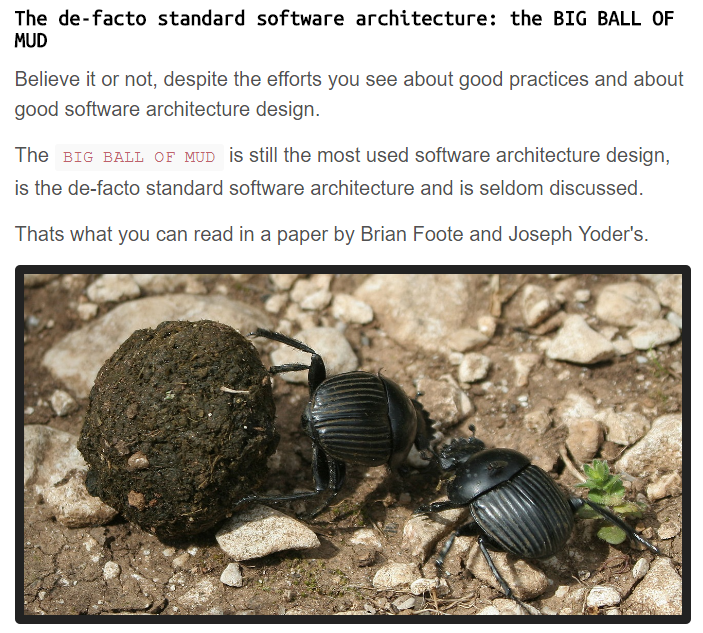 The de-facto standard software architecture: the BIG BALL OF
MUD
Believe it or not, despite the efforts you see about good practices and about
good software architecture design.
The BIG BALL OF MUD is still the most used software architecture design,
is the de-facto standard software architecture and is seldom discussed.
Thats what you can read in a paper by Brian Foote and Joseph Yoder's.